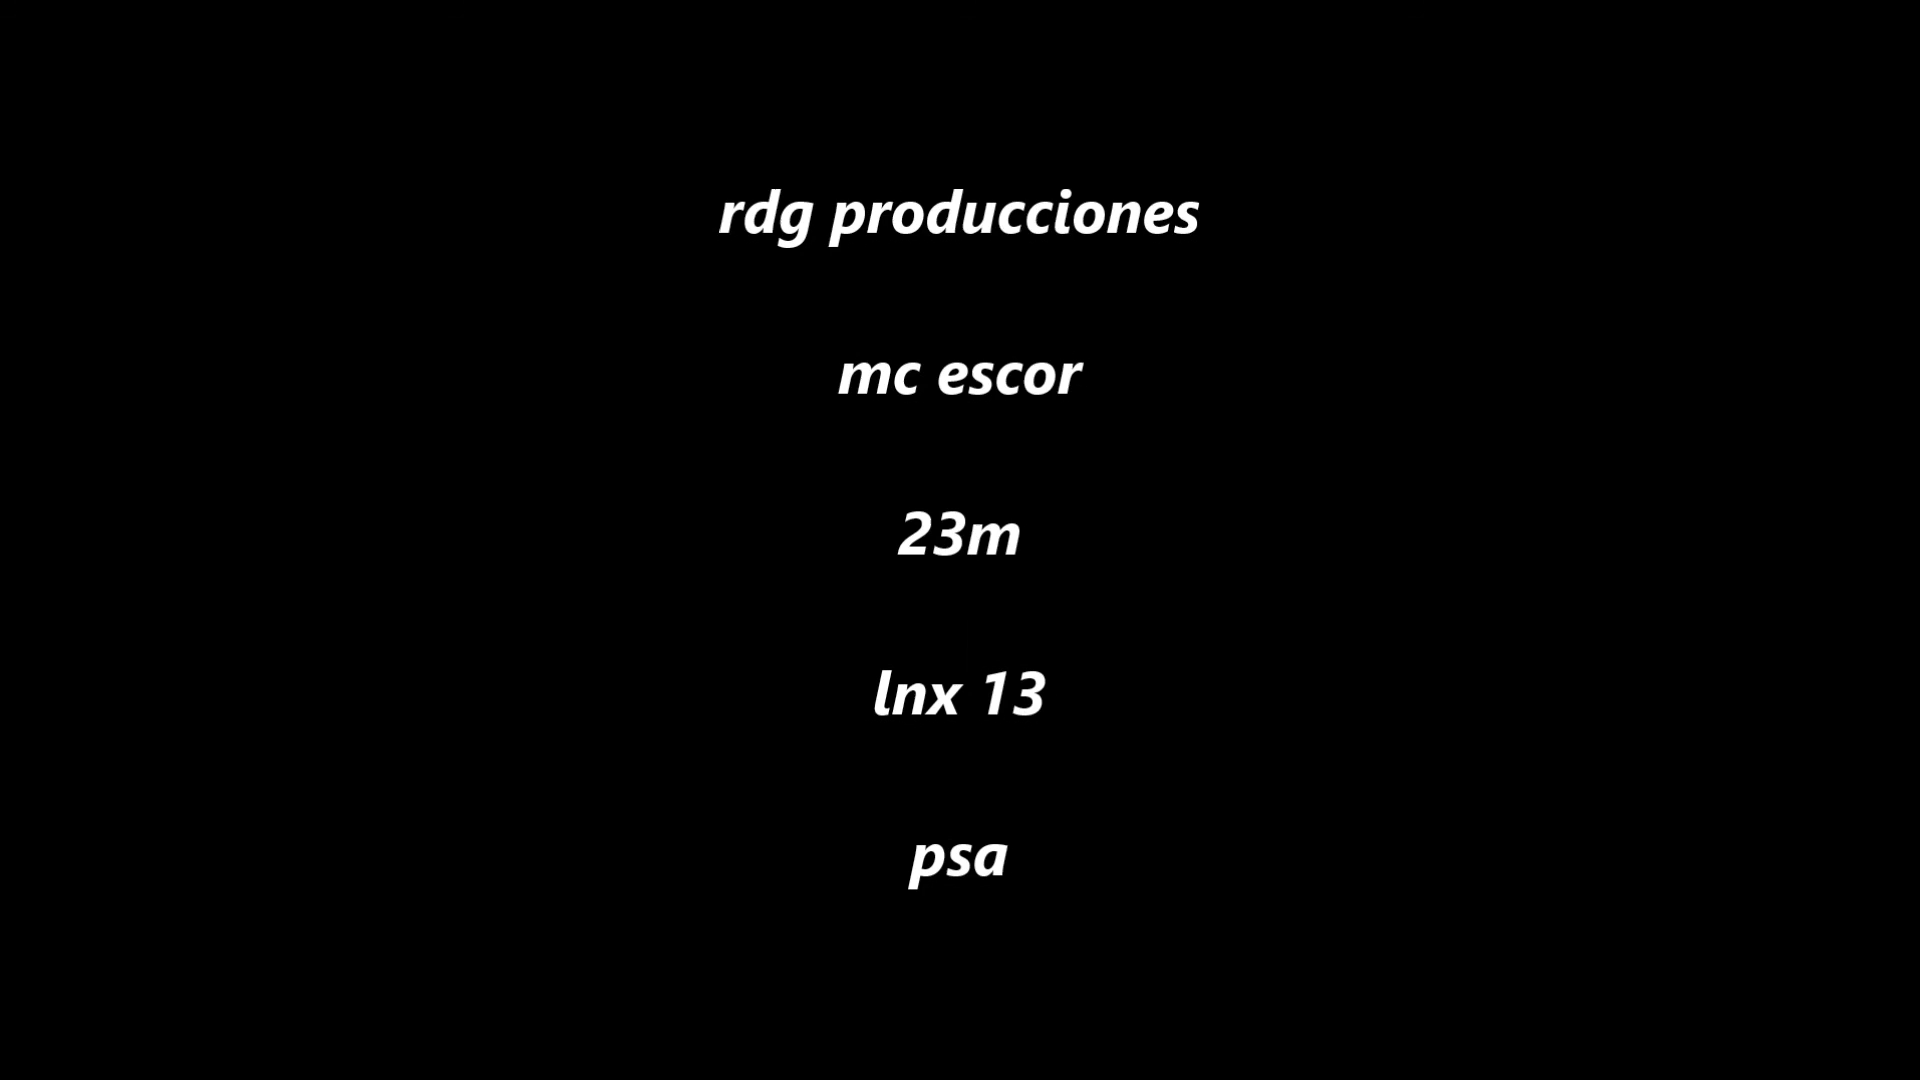 rdg producciones
mc escor
23m
lnx 13
psa